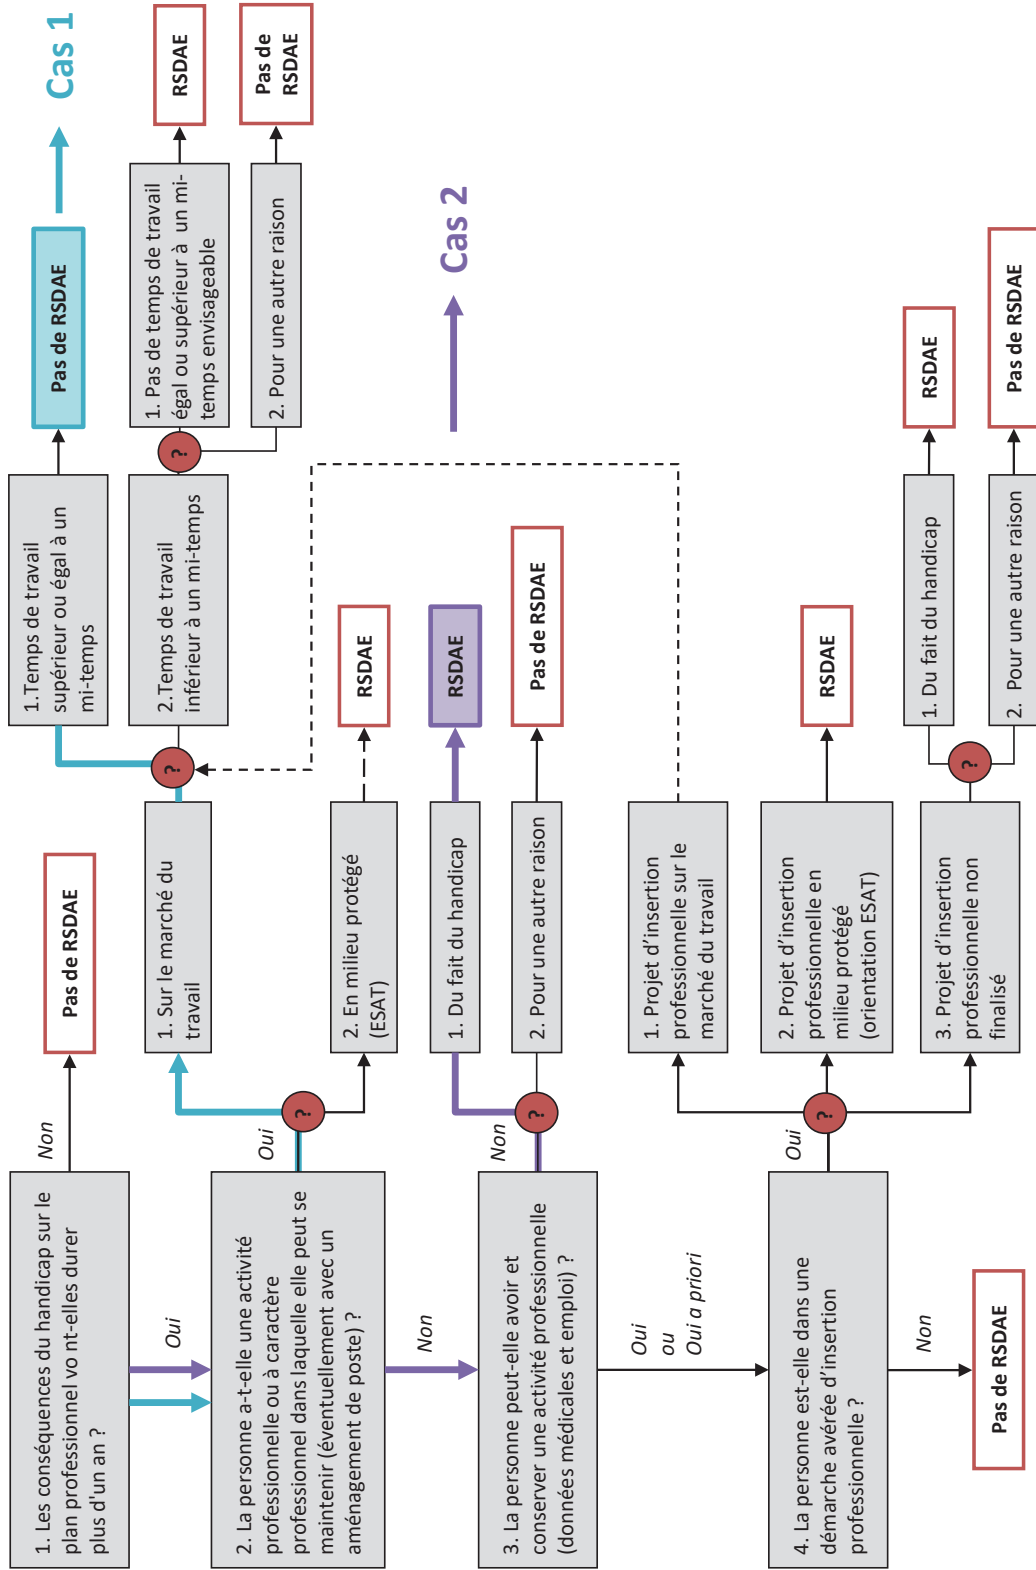 1. Les conséquences du handicap sur le
plan professionnel vo nt-elles durer
plus d'un an ?
Non
Pas de RSDAE
Oui
2. La personne a-t-elle une activité
professionnelle ou à caractère
professionnel dans laquelle elle peut se
maintenir (éventuellement avec un
aménagement de poste) ?
Oui
?
1. Sur le marché du
travail
?
1.Temps de travail
supérieur ou égal à un
mi-temps
Pas de RSDAE
Cas 1
2.Temps de travail
inférieur à un mi-temps
?
1. Pas de temps de travail
égal ou supérieur à un mi-
temps envisageable
RSDAE
2. Pour une autre raison
Pas de
RSDAE
2. En milieu protégé
(ESAT)
RSDAE
Non
3. La personne peut-elle avoir et
conserver une activité professionnelle
(données médicales et emploi) ?
Non
?
1. Du fait du handicap
RSDAE
Cas 2
2. Pour une autre raison
Pas de RSDAE
Oui
ou
Oui a priori
4. La personne est-elle dans une
démarche avérée d'insertion
professionnelle ?
Oui
?
1. Projet d'insertion
professionnelle sur le
marché du travail
2. Projet d'insertion
professionnelle en
milieu protégé
(orientation ESAT)
RSDAE
3. Projet d'insertion
professionnelle non
finalisé
?
1. Du fait du handicap
RSDAE
2. Pour une autre raison
Pas de RSDAE
Non
Pas de RSDAE